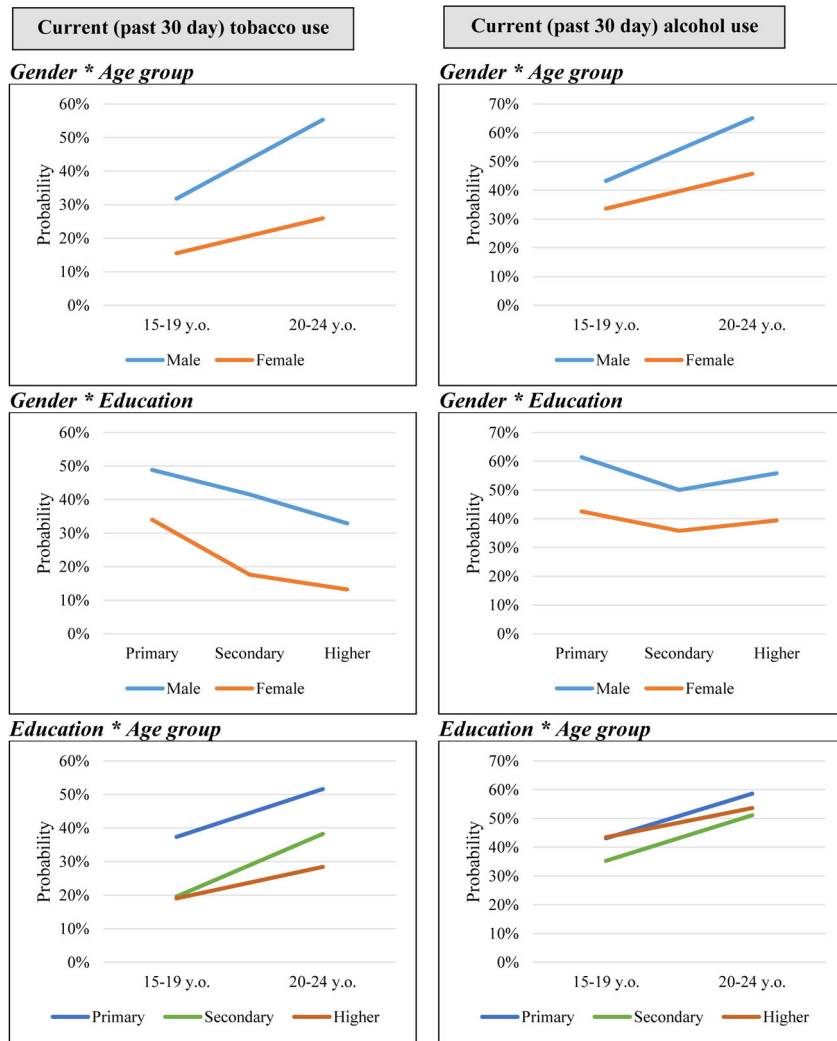 Current (past 30 day) tobacco use
Current (past 30 day) alcohol use
Gender * Age group
60%
50%
40%
30%
20%
10%
0%
Probability
15-19 y.o.
20-24 y.o.
Male
Female
Gender * Age group
70%
60%
50%
40%
30%
20%
10%
0%
Probability
15-19 y.o.
20-24 y.o.
Male
Female
Gender * Education
60%
50%
40%
30%
20%
10%
0%
Probability
Primary
Secondary
Higher
Male
Female
Gender * Education
70%
60%
50%
40%
30%
20%
10%
0%
Probability
Primary
Secondary
Higher
Male
Female
Education * Age group
60%
50%
40%
30%
20%
10%
0%
Probability
15-19 y.o.
20-24 y.o.
Primary
Secondary
Higher
Education * Age group
70%
60%
50%
40%
30%
20%
10%
0%
Probability
15-19 y.o.
20-24 y.o.
Primary
Secondary
Higher